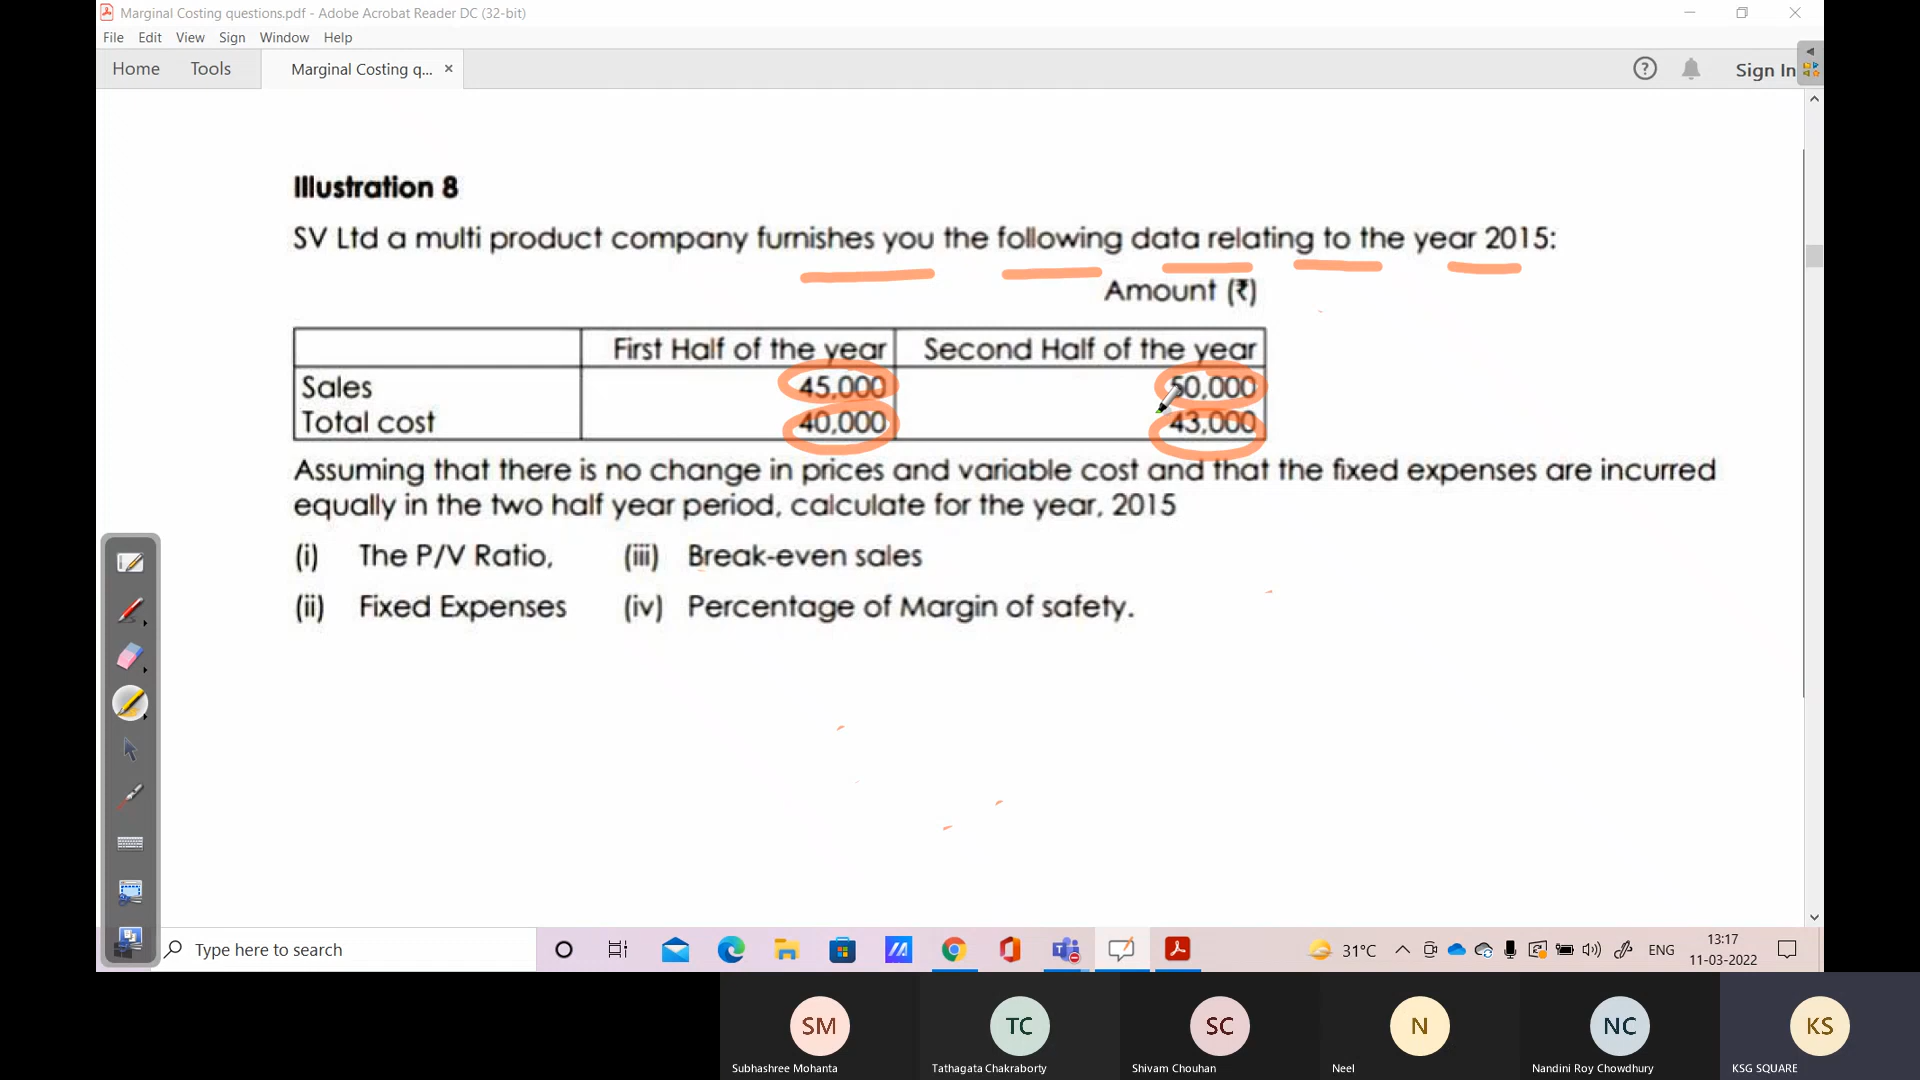 Marginal Costing questions.pdf - Adobe Acrobat Reader DC (32-bit)
File Edit View Sign Window Help
Home Tools Marginal Costing q... × Sign In
Illustration 8
SV Ltd a multi product company furnishes you the following data relating to the year 2015:
Amount (₹)
First Half of the year Second Half of the year
Sales 45,000 50,000
Total cost 40,000 43,000
Assuming that there is no change in prices and variable cost and that the fixed expenses are incurred
equally in the two half year period, calculate for the year, 2015
(i) The P/V Ratio, (iii) Break-even sales
(ii) Fixed Expenses (iv) Percentage of Margin of safety.
Type here to search 31°C ENG 13:17
11-03-2022
SM TC SC N NC KS
Subhashree Mohanta Tathagata Chakraborty Shivam Chouhan Neel Nandini Roy Chowdhury KSG SQUARE